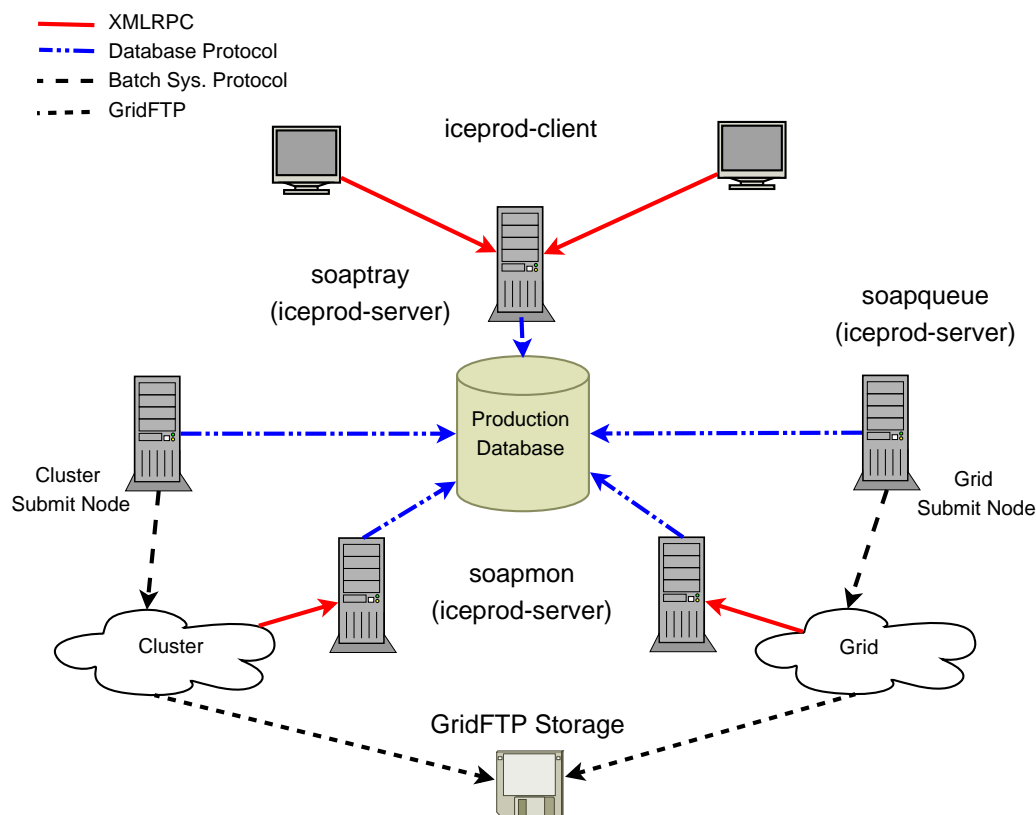 XMLRPC
Database Protocol
Batch Sys. Protocol
GridFTP
iceprod-client
soaptray
(iceprod-server)
soapqueue
(iceprod-server)
Production
Database
Cluster
Submit Node
Grid
Submit Node
soapmon
(iceprod-server)
Cluster
Grid
GridFTP Storage